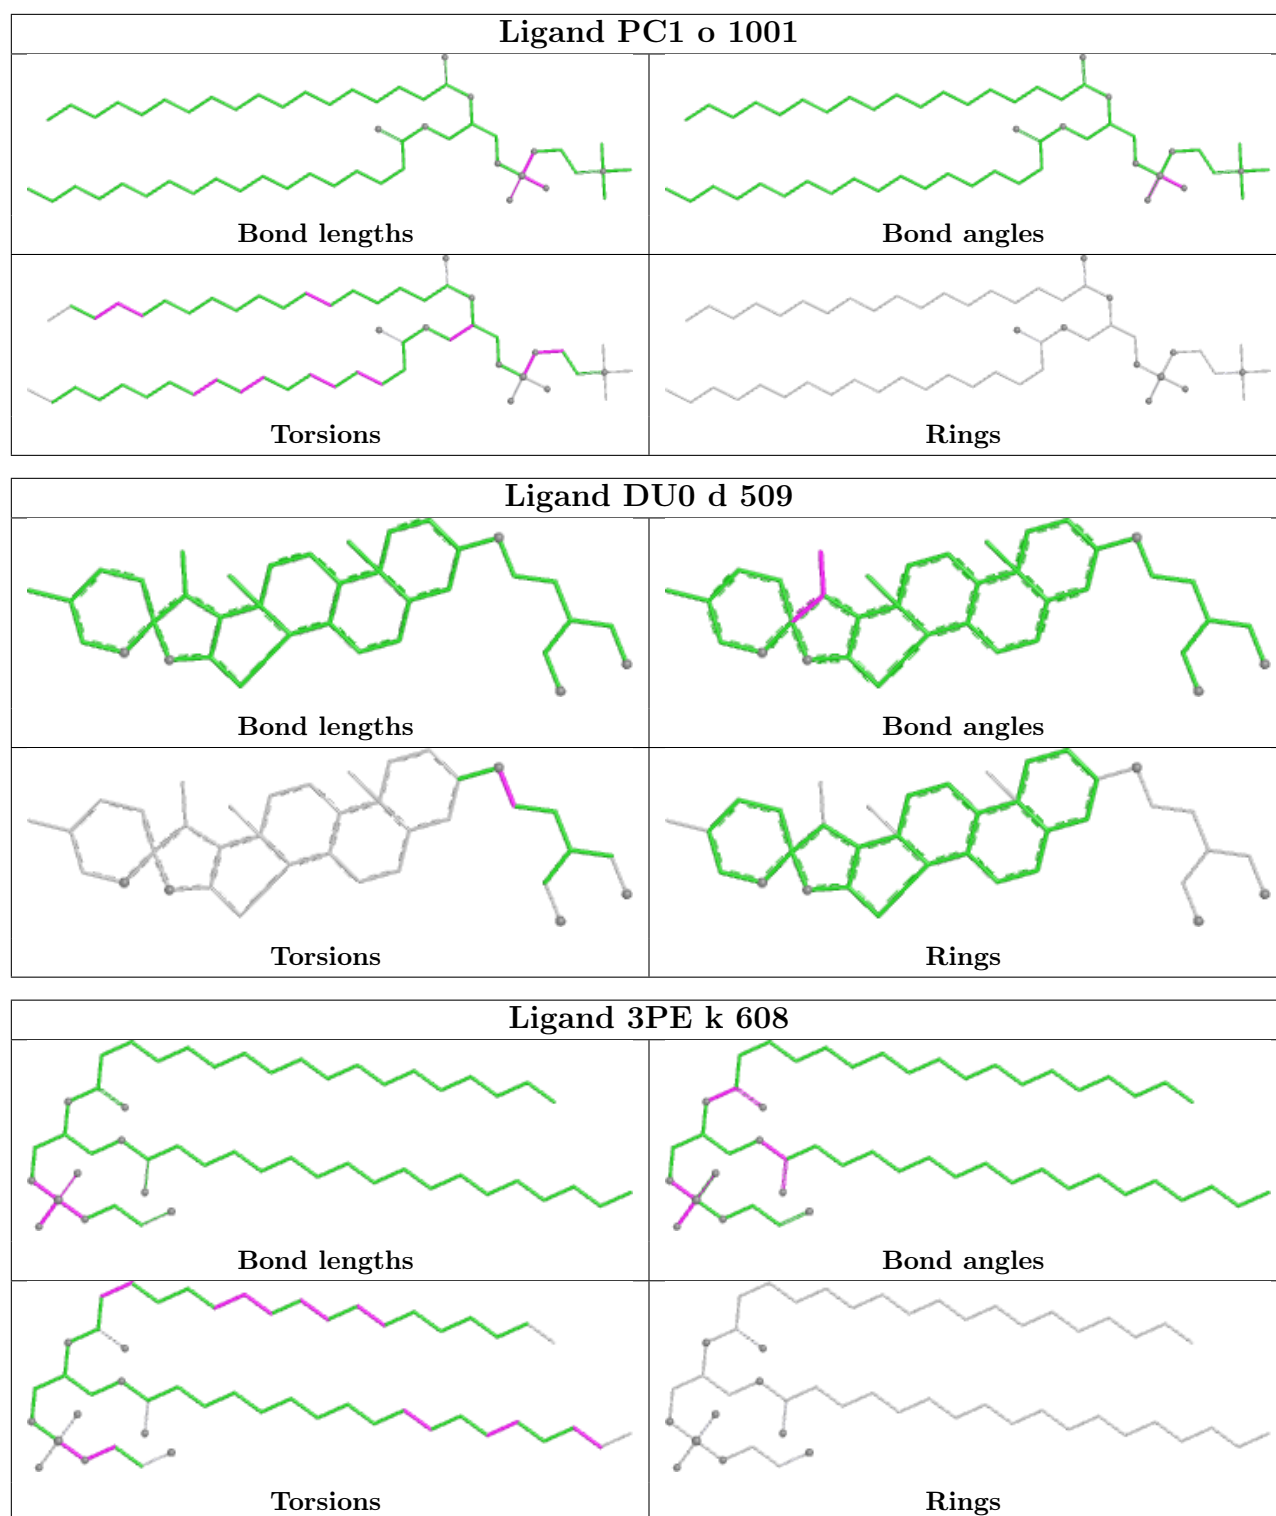 Ligand PC1 o 1001
Bond lengths
Bond angles
Torsions
Rings
Ligand DU0 d 509
Bond lengths
Bond angles
Torsions
Rings
Ligand 3PE k 608
Bond lengths
Bond angles
Torsions
Rings